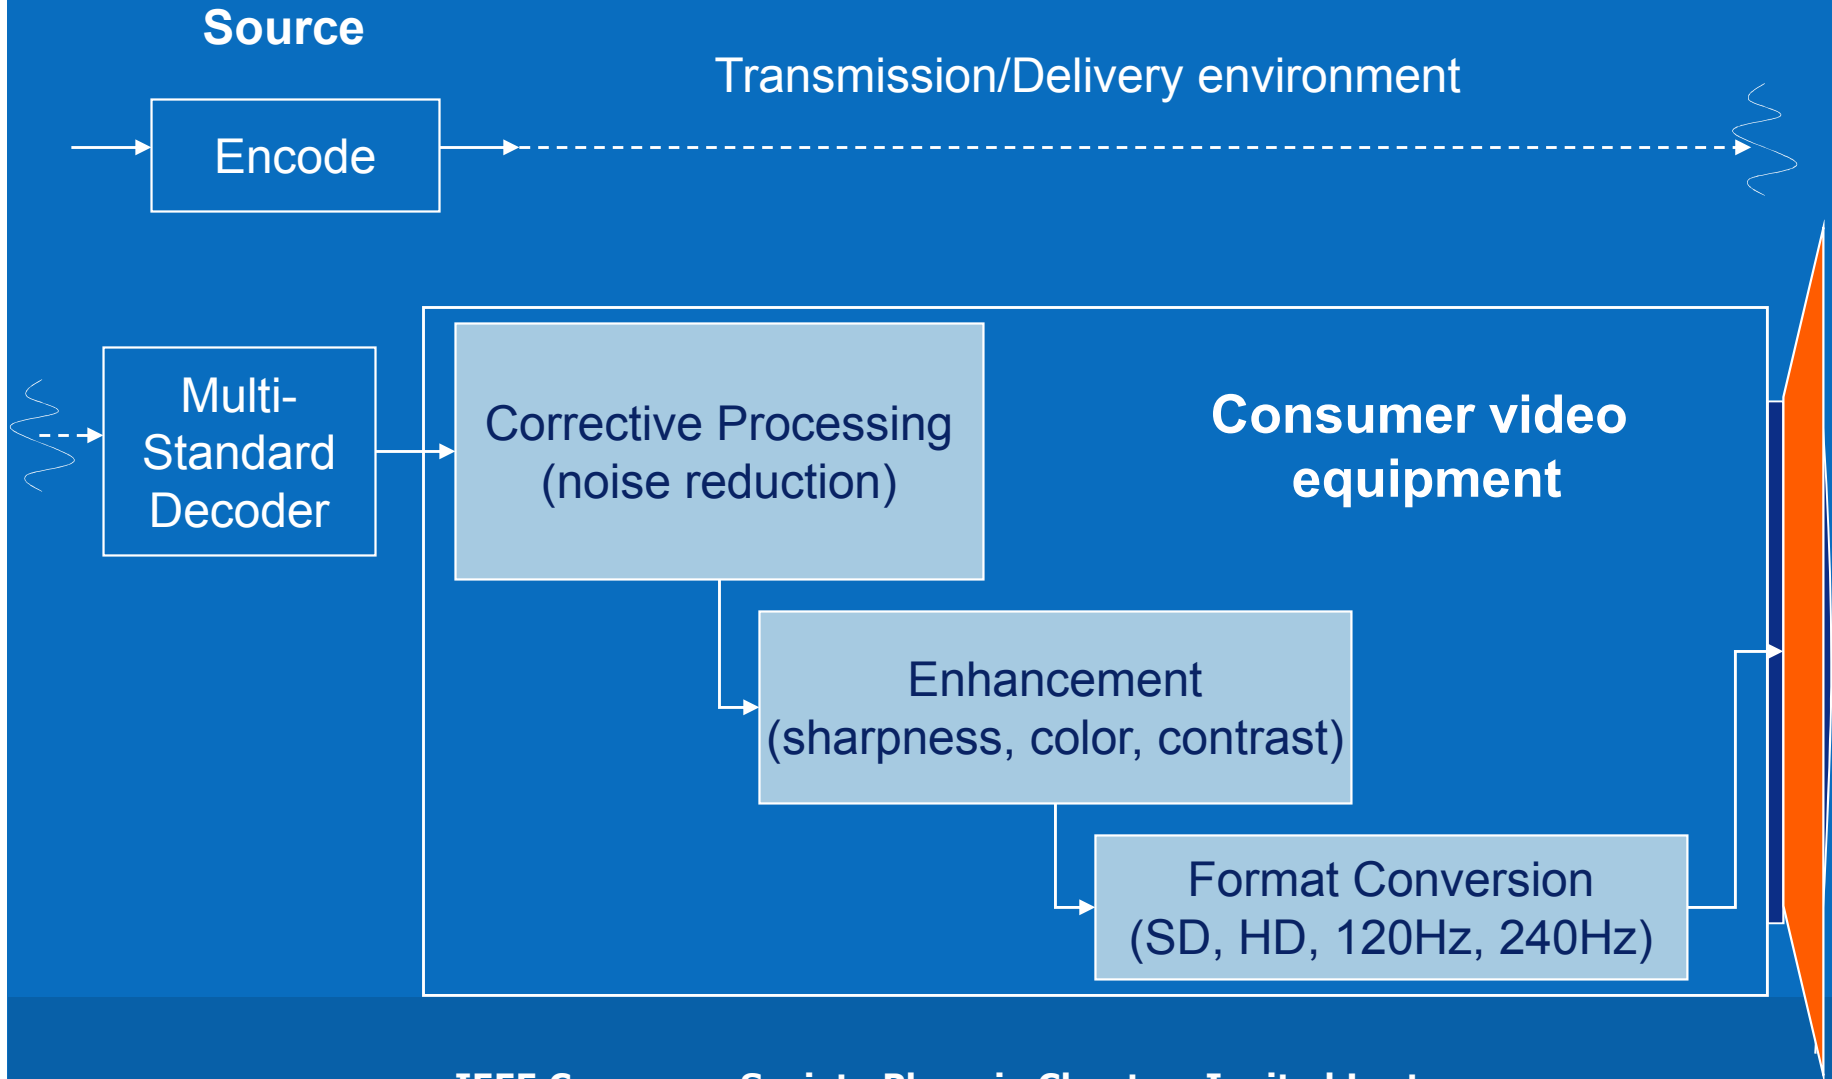 Source
Transmission/Delivery environment
Encode
Multi-
Standard
Decoder
Corrective Processing
(noise reduction)
Consumer video
equipment
Enhancement
(sharpness, color, contrast)
Format Conversion
(SD, HD, 120Hz, 240Hz)